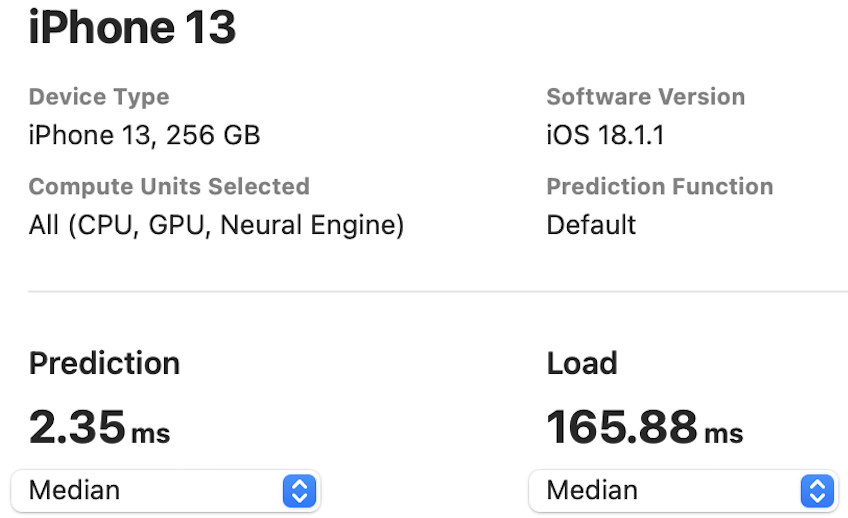 iPhone 13
Device Type
Software Version
iPhone 13, 256 GB
iOS 18.1.1
Compute Units Selected
Prediction Function
All (CPU, GPU, Neural Engine)
Default
Prediction
Load
2.35 ms
165.88 ms
Median
Median